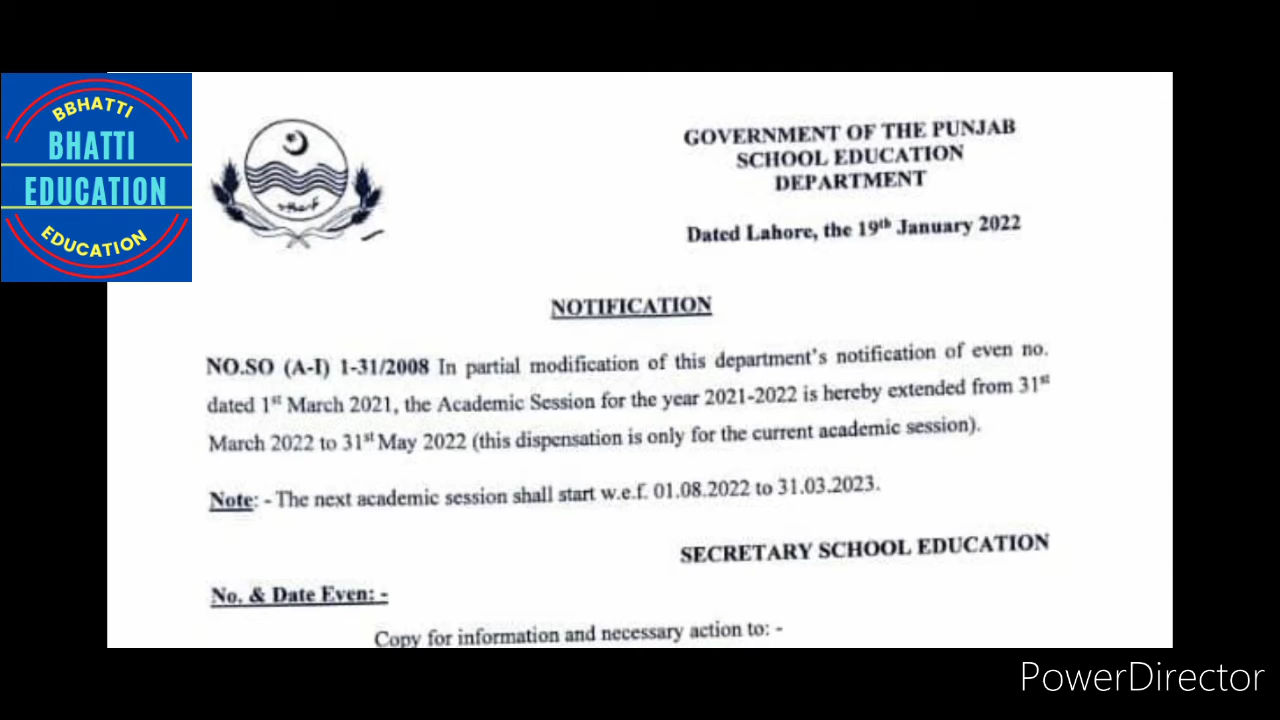 BBHATTI
BHATTI
EDUCATION
EDUCATION
GOVERNMENT OF THE PUNJAB
SCHOOL EDUCATION
DEPARTMENT
Dated Lahore, the 19th January 2022
NOTIFICATION
NO.SO (A-I) 1-31/2008 In partial modification of this department's notification of even no.
dated 1st March 2021, the Academic Session for the year 2021-2022 is hereby extended from 31st
March 2022 to 31st May 2022 (this dispensation is only for the current academic session).
Note: - The next academic session shall start w.e.f. 01.08.2022 to 31.03.2023.
SECRETARY SCHOOL EDUCATION
No. & Date Even: -
Copy for information and necessary action to: -
PowerDirector